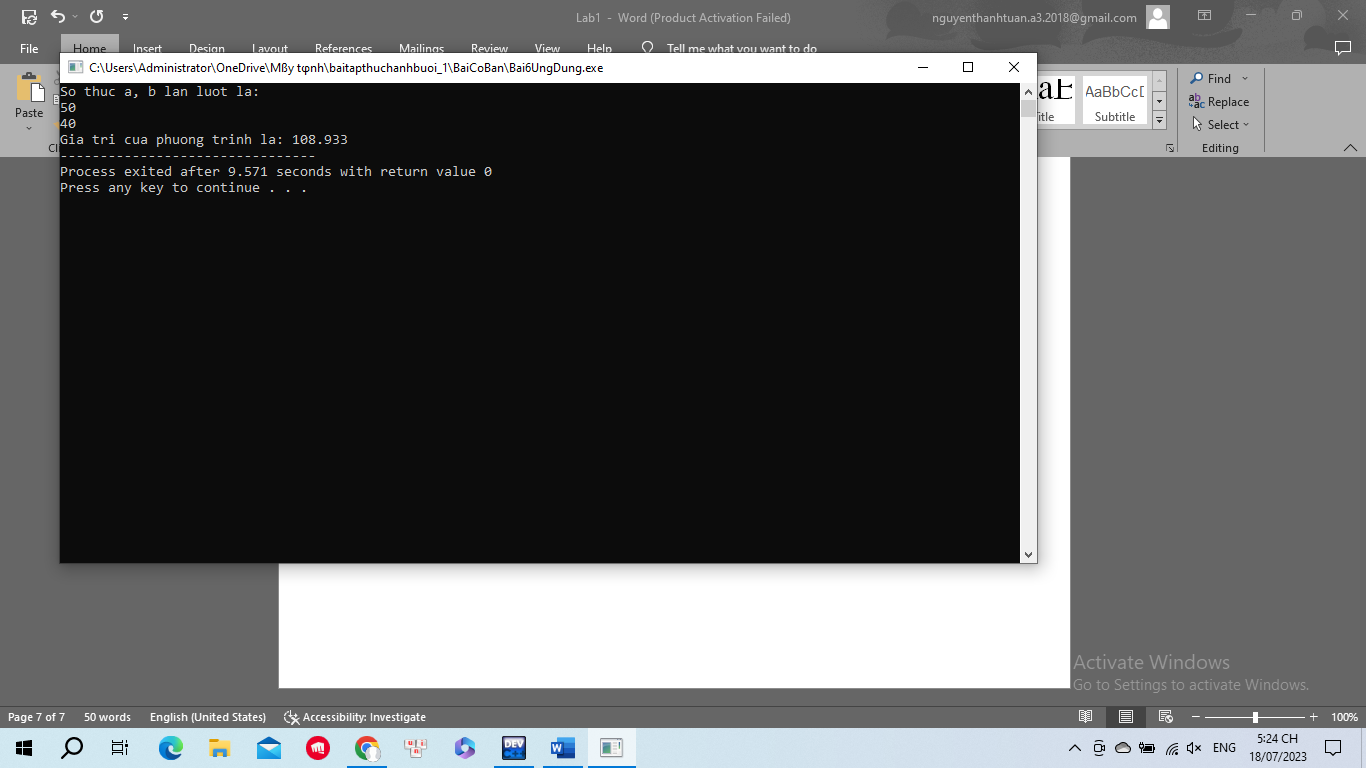 Lab1 - Word (Product Activation Failed)
nguyenthanhtuan.a3.2018@gmail.com
File
Home
Insert
Design
Layout
References
Mailings
Review
View
Help
Tell me what you want to do
C:\Users\Administrator\OneDrive\Mßy tφnh\baitapthuchanhbuoi_1\BaiCoBan\Bai6UngDung.exe
So thuc a, b lan luot la:
50
40
Gia tri cua phuong trinh la: 108.933
--------------------------------
Process exited after 9.571 seconds with return value 0
Press any key to continue . . .
Paste
AaBbCcD
Subtitle
Find
Replace
Select
Editing
Activate Windows
Go to Settings to activate Windows.
Page 7 of 7
50 words
English (United States)
Accessibility: Investigate
100%
DEV
C++
W
ENG
5:24 CH
18/07/2023